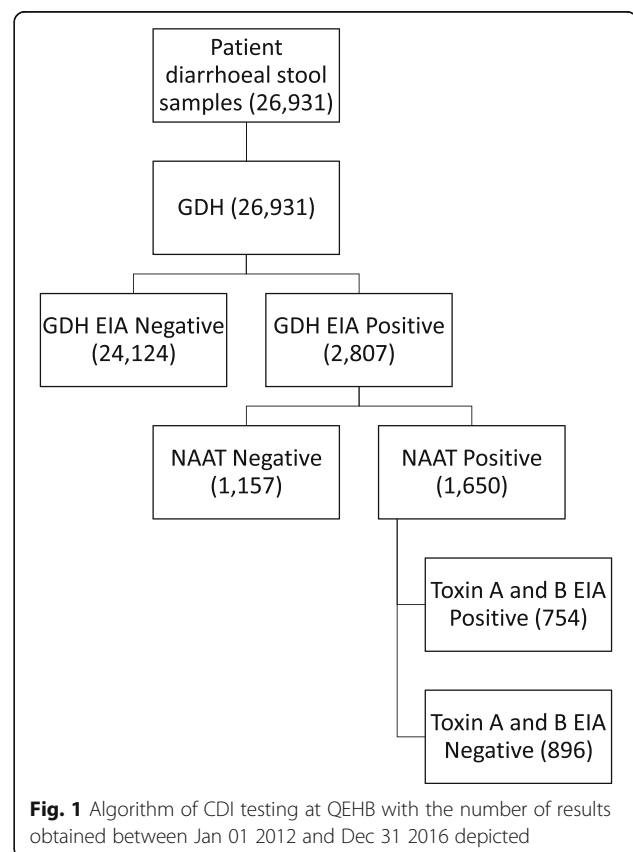 Patient
diarrhoeal stool
samples (26,931)
GDH (26,931)
GDH EIA Negative
(24,124)
GDH EIA Positive
(2,807)
NAAT Negative
(1,157)
NAAT Positive
(1,650)
Toxin A and B EIA
Positive (754)
Toxin A and B EIA
Negative (896)
Fig. 1 Algorithm of CDI testing at QEHB with the number of results
obtained between Jan 01 2012 and Dec 31 2016 depicted